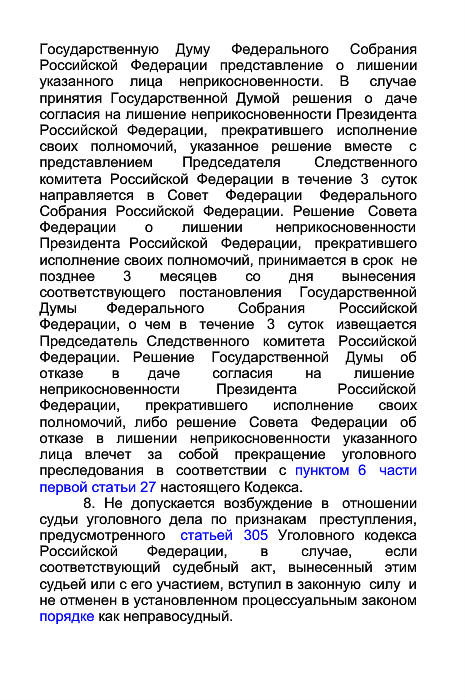 Государственную Думу Федерального Собрания
Российской Федерации представление о лишении
указанного лица неприкосновенности. В случае
принятия Государственной Думой решения о даче
согласия на лишение неприкосновенности Президента
Российской Федерации, прекратившего исполнение
своих полномочий, указанное решение вместе с
представлением Председателя Следственного
комитета Российской Федерации в течение 3 суток
направляется в Совет Федерации Федерального
Собрания Российской Федерации. Решение Совета
Федерации о лишении неприкосновенности
Президента Российской Федерации, прекратившего
исполнение своих полномочий, принимается в срок не
позднее 3 месяцев со дня вынесения
соответствующего постановления Государственной
Думы Федерального Собрания Российской
Федерации, о чем в течение 3 суток извещается
Председатель Следственного комитета Российской
Федерации. Решение Государственной Думы об
отказе в даче согласия на лишение
неприкосновенности Президента Российской
Федерации, прекратившего исполнение своих
полномочий, либо решение Совета Федерации об
отказе в лишении неприкосновенности указанного
лица влечет за собой прекращение уголовного
преследования в соответствии с пунктом 6 части
первой статьи 27 настоящего Кодекса.
8. Не допускается возбуждение в отношении
судьи уголовного дела по признакам преступления,
предусмотренного статьей 305 Уголовного кодекса
Российской Федерации, в случае, если
соответствующий судебный акт, вынесенный этим
судьей или с его участием, вступил в законную силу и
не отменен в установленном процессуальным законом
порядке как неправосудный.